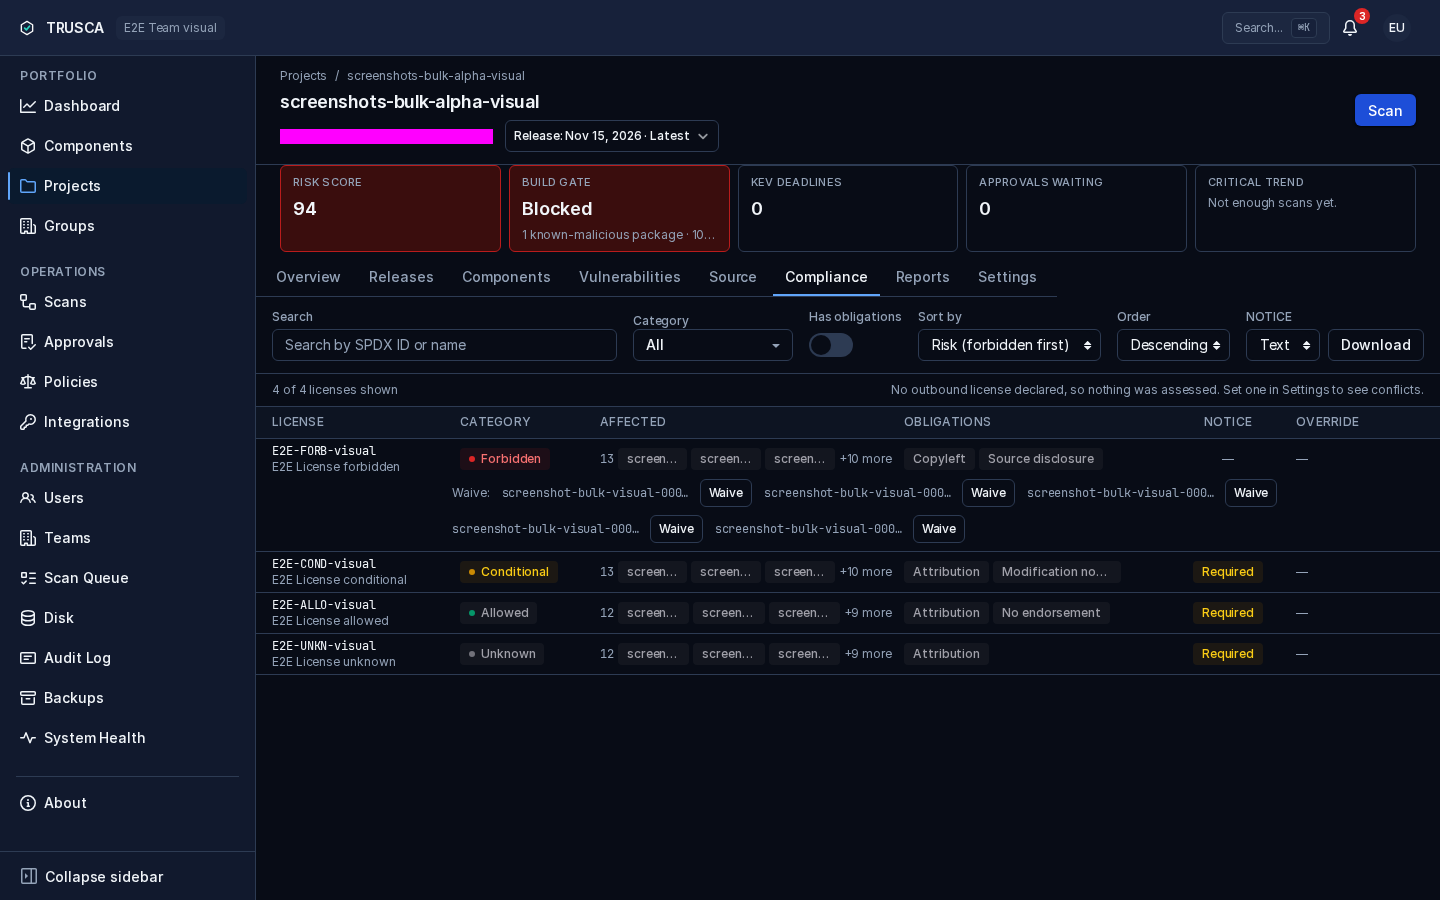 TRUSCA E2E Team visual Search... ⌘K 3 EU
PORTFOLIO
Dashboard
Components
Projects
Groups
OPERATIONS
Scans
Approvals
Policies
Integrations
ADMINISTRATION
Users
Teams
Scan Queue
Disk
Audit Log
Backups
System Health
About
Collapse sidebar
Projects / screenshots-bulk-alpha-visual
screenshots-bulk-alpha-visual
Release: Nov 15, 2026 · Latest
Scan
RISK SCORE
94
BUILD GATE
Blocked
1 known-malicious package · 10…
KEV DEADLINES
0
APPROVALS WAITING
0
CRITICAL TREND
Not enough scans yet.
Overview Releases Components Vulnerabilities Source Compliance Reports Settings
Search
Search by SPDX ID or name
Category
All
Has obligations
Sort by
Risk (forbidden first)
Order
Descending
NOTICE
Text
Download
4 of 4 licenses shown
No outbound license declared, so nothing was assessed. Set one in Settings to see conflicts.
LICENSE CATEGORY AFFECTED OBLIGATIONS NOTICE OVERRIDE
E2E-FORB-visual
E2E License forbidden
Forbidden 13 screen… screen… screen… +10 more Copyleft Source disclosure — —
Waive: screenshot-bulk-visual-000… Waive screenshot-bulk-visual-000… Waive screenshot-bulk-visual-000… Waive
screenshot-bulk-visual-000… Waive screenshot-bulk-visual-000… Waive
E2E-COND-visual
E2E License conditional
Conditional 13 screen… screen… screen… +10 more Attribution Modification no… Required —
E2E-ALLO-visual
E2E License allowed
Allowed 12 screen… screen… screen… +9 more Attribution No endorsement Required —
E2E-UNKN-visual
E2E License unknown
Unknown 12 screen… screen… screen… +9 more Attribution Required —